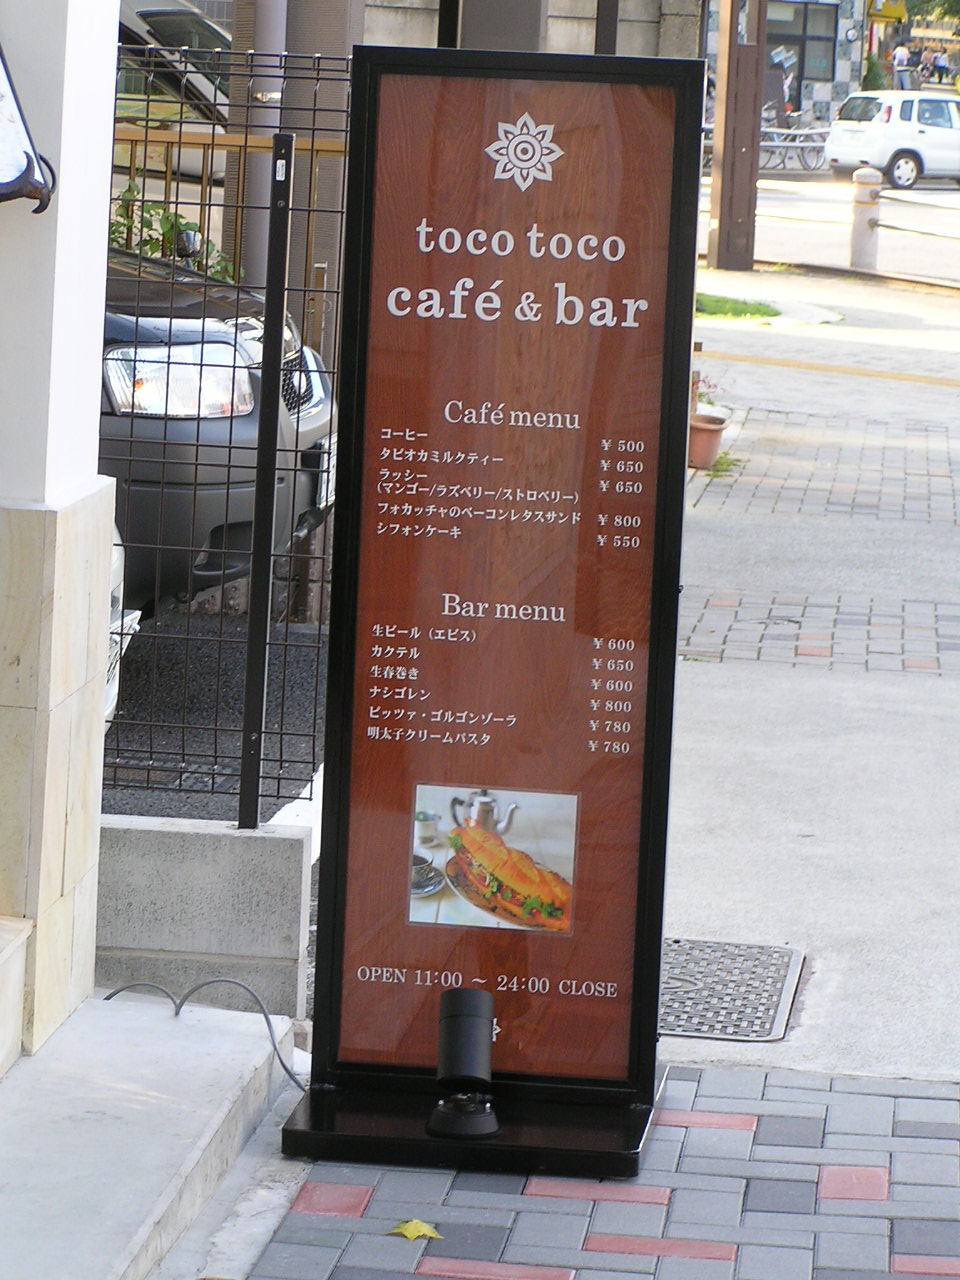 toco toco
café & bar
Café menu
コーヒー ¥ 500
タピオカミルクティー ¥ 650
ラッシー
(マンゴー/ラズベリー/ストロベリー) ¥ 650
フォカッチャのベーコンレタスサンド ¥ 800
シフォンケーキ ¥ 550
Bar menu
生ビール (エビス) ¥ 600
カクテル ¥ 650
生春巻き ¥ 600
ナシゴレン ¥ 800
ピッツァ・ゴルゴンゾーラ ¥ 780
明太子クリームパスタ ¥ 780
OPEN 11:00 ～ 24:00 CLOSE